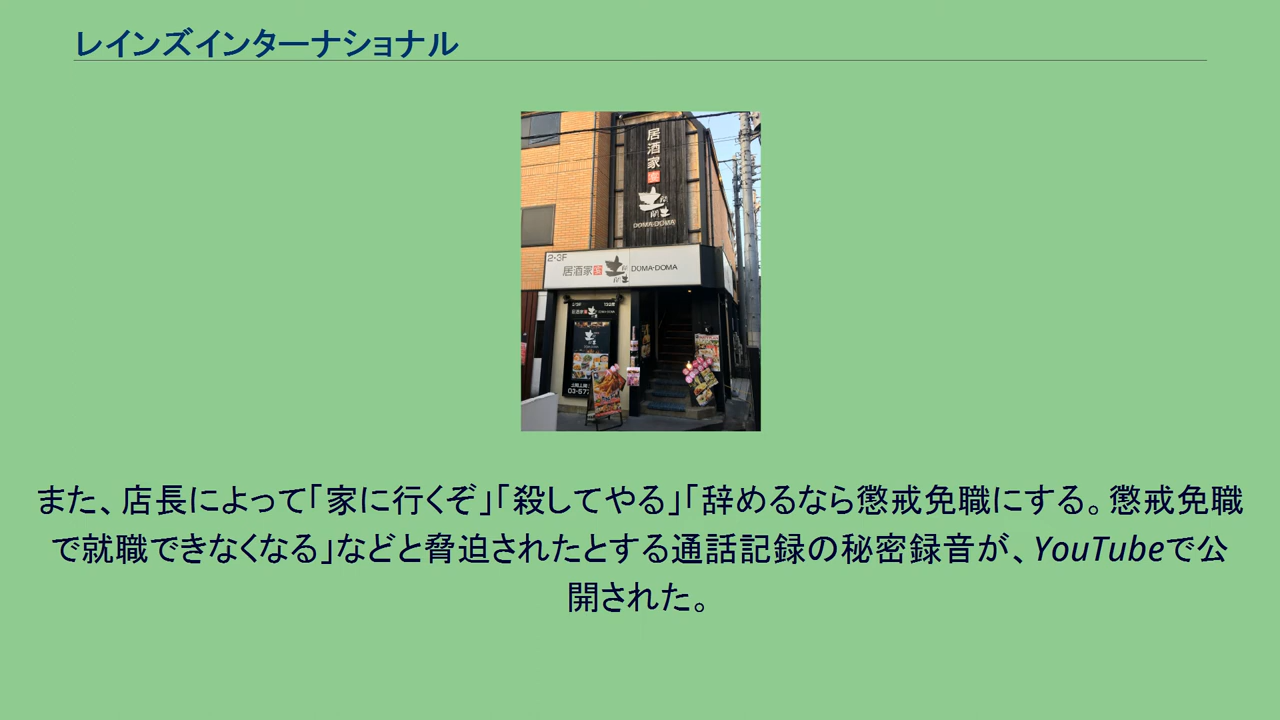 レインズインターナショナル
居酒家
土間
土間
DOMA-DOMA
2-3F
居酒家
土間
土間
DOMA-DOMA
居酒家
03-57
また、店長によって「家に行くぞ」「殺してやる」「辞めるなら懲戒免職にする。懲戒免職
で就職できなくなる」などと脅迫されたとする通話記録の秘密録音が、YouTubeで公
開された。